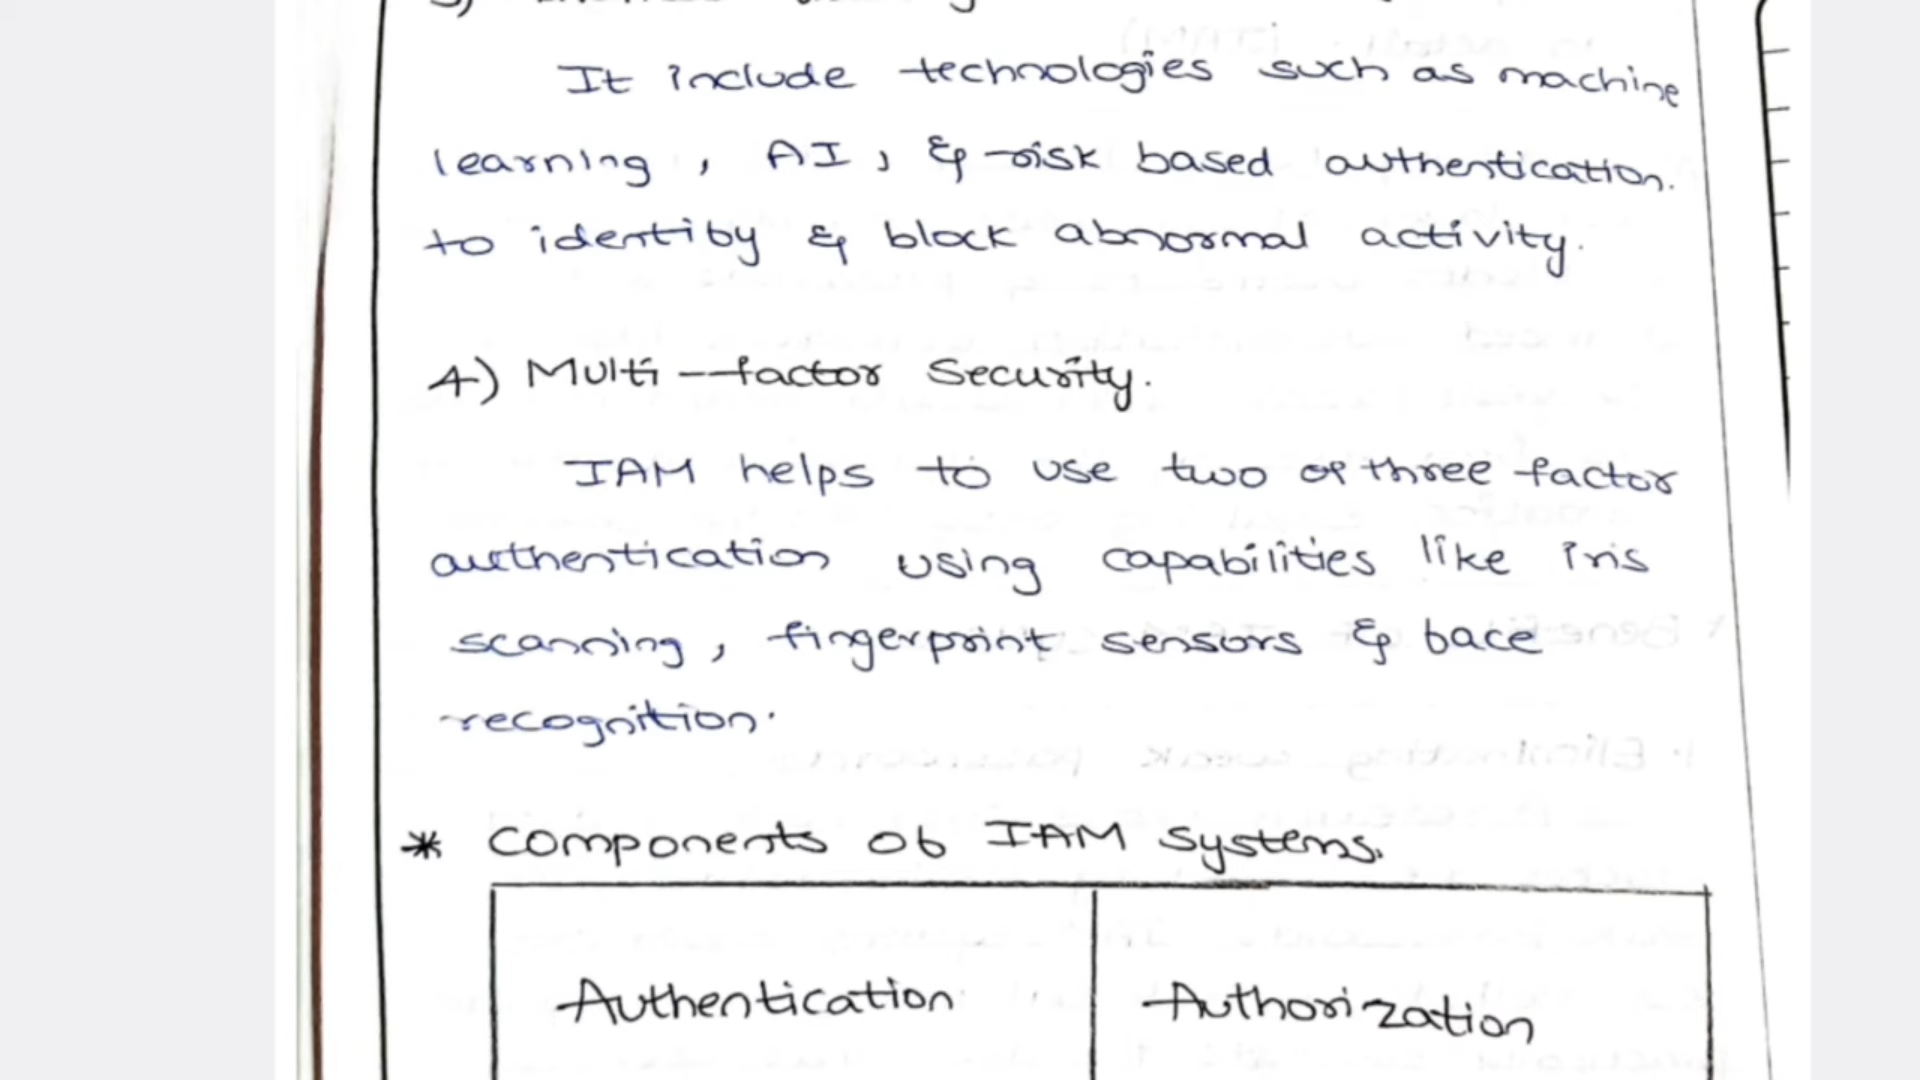 3)
It include technologies such as machine
learning, AI, & risk based authentication.
to identify & block abnormal activity.
4) Multi-factor Security.
IAM helps to use two or three factor
authentication using capabilities like iris
scanning, fingerprint sensors & face
recognition.
* Components of IAM Systems.
Authentication Authorization